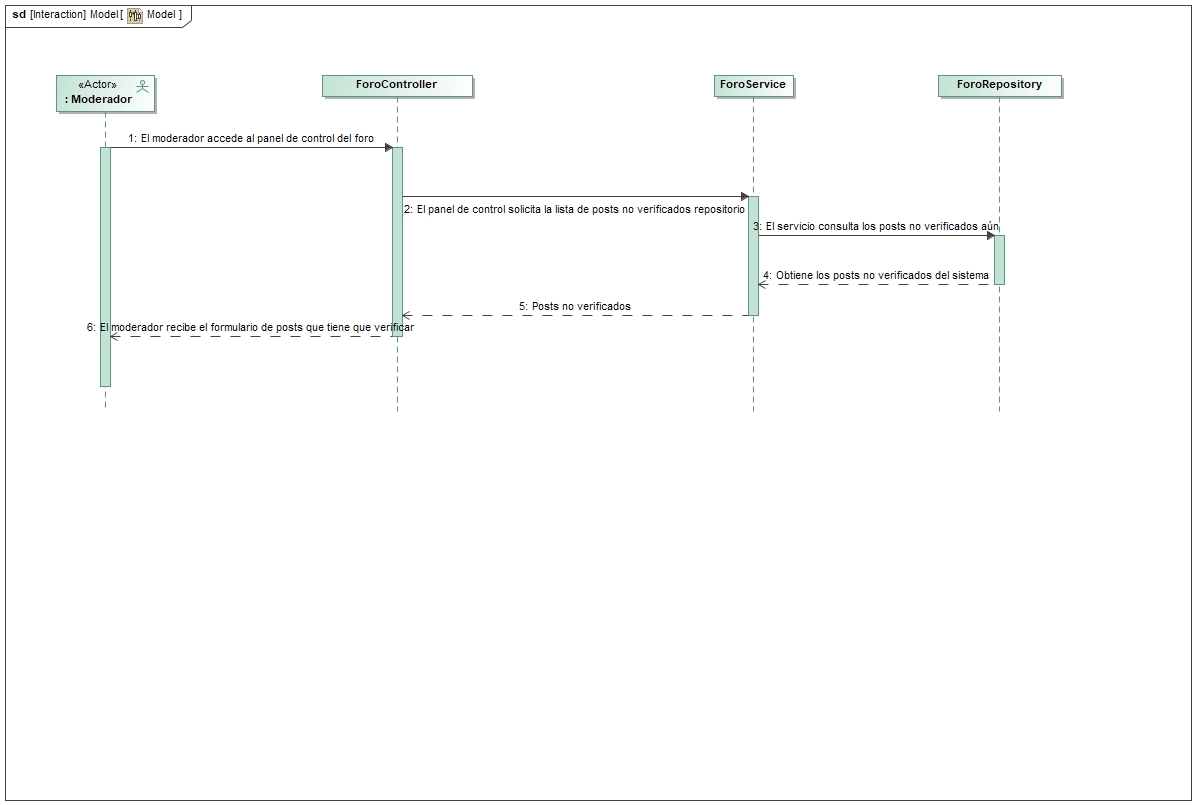 sd [Interaction] Model[ Model ]
«Actor»
: Moderador
ForoController
ForoService
ForoRepository
1: El moderador accede al panel de control del foro
2: El panel de control solicita la lista de posts no verificados repositorio
3: El servicio consulta los posts no verificados aún
4: Obtiene los posts no verificados del sistema
5: Posts no verificados
6: El moderador recibe el formulario de posts que tiene que verificar